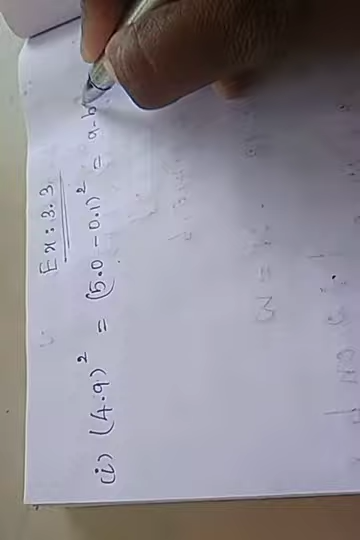 Ex : 3.3
(i) (4.9)² = (5.0 - 0.1)² = a-b